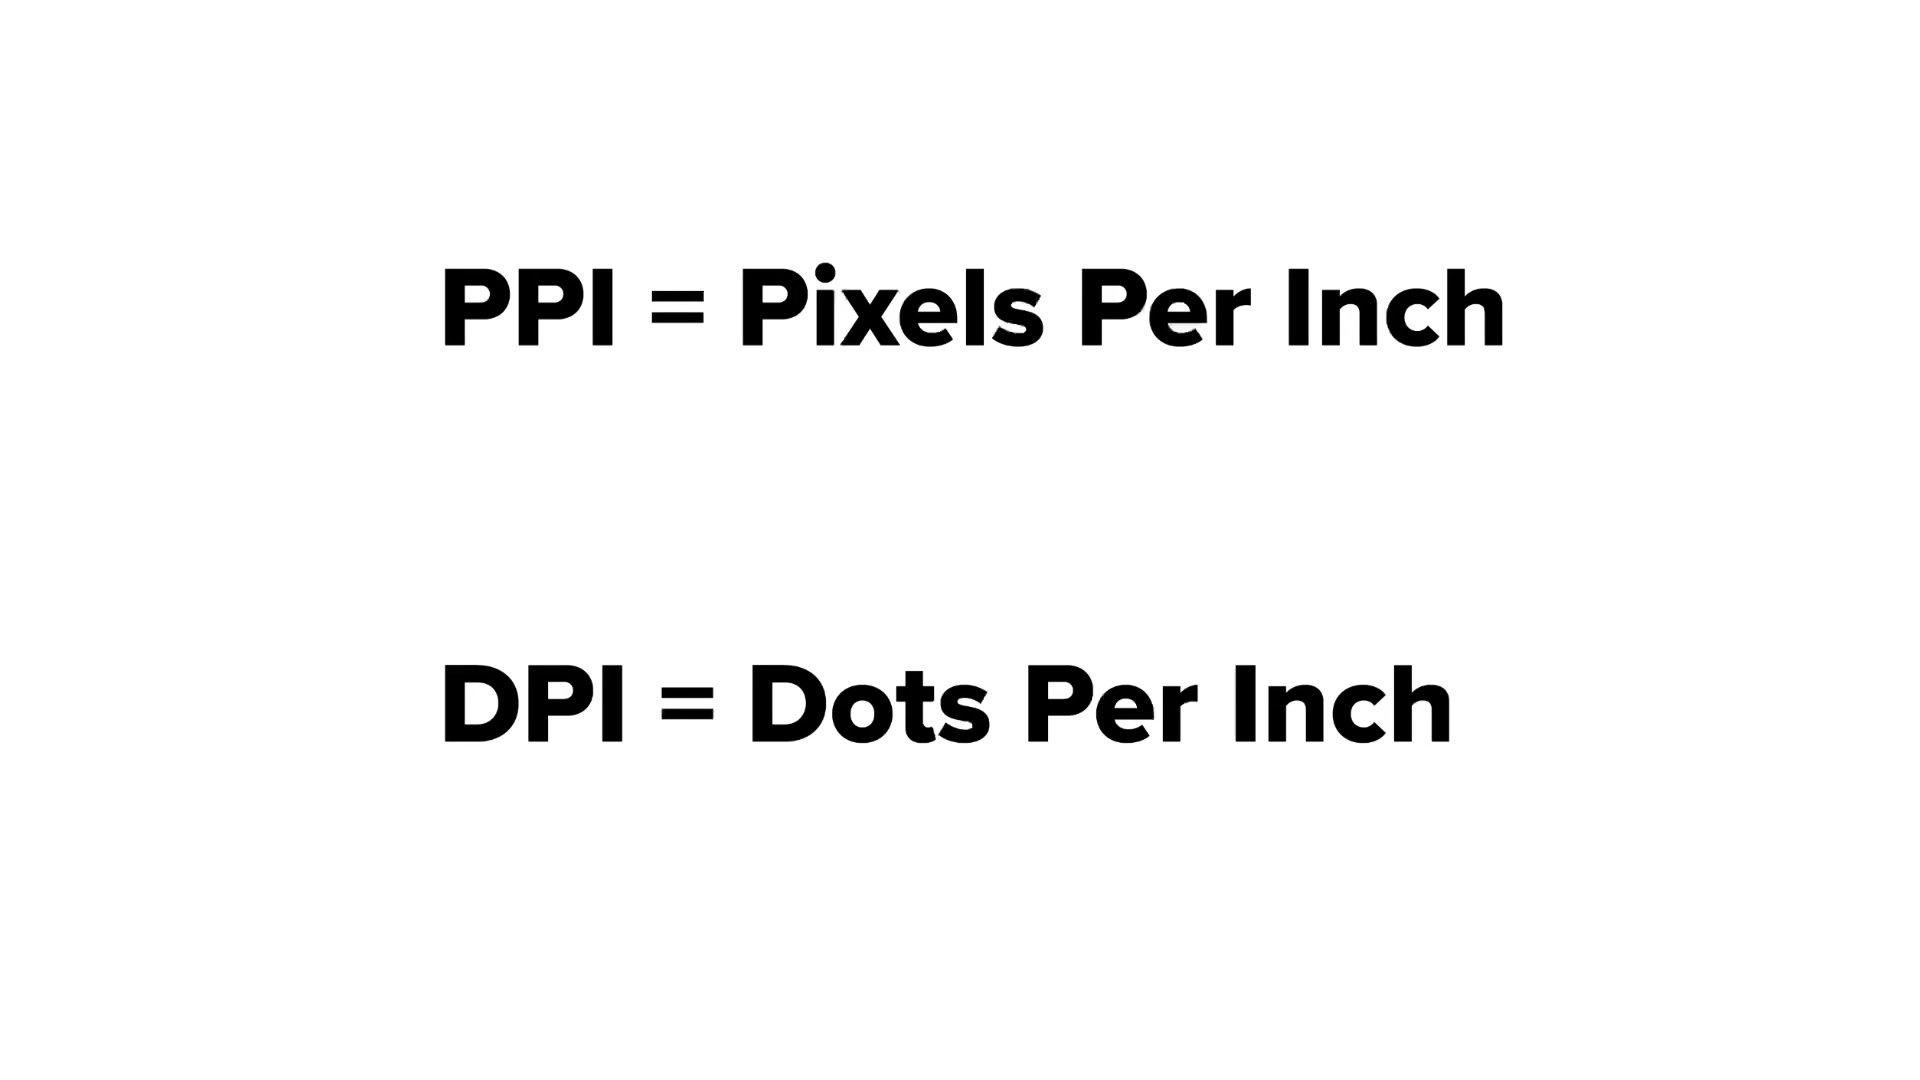 PPI = Pixels Per Inch
DPI = Dots Per Inch